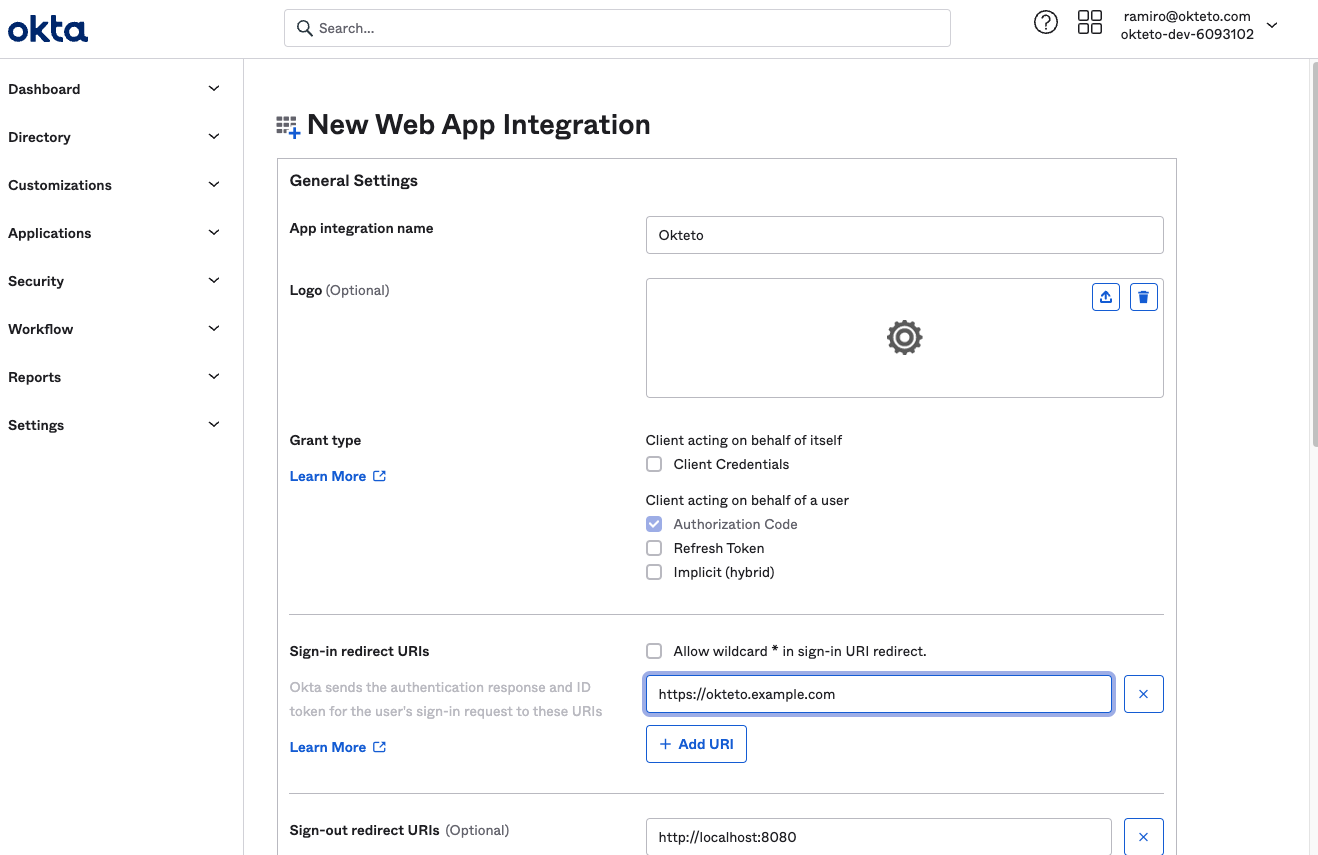 okta
Search...
ramiro@okteto.com
okteto-dev-6093102
Dashboard
Directory
Customizations
Applications
Security
Workflow
Reports
Settings
New Web App Integration
General Settings
App integration name
Okteto
Logo (Optional)
Grant type
Learn More
Client acting on behalf of itself
Client Credentials
Client acting on behalf of a user
Authorization Code
Refresh Token
Implicit (hybrid)
Sign-in redirect URIs
Okta sends the authentication response and ID
token for the user's sign-in request to these URIs
Learn More
Allow wildcard * in sign-in URI redirect.
https://okteto.example.com
+ Add URI
Sign-out redirect URIs (Optional)
http://localhost:8080